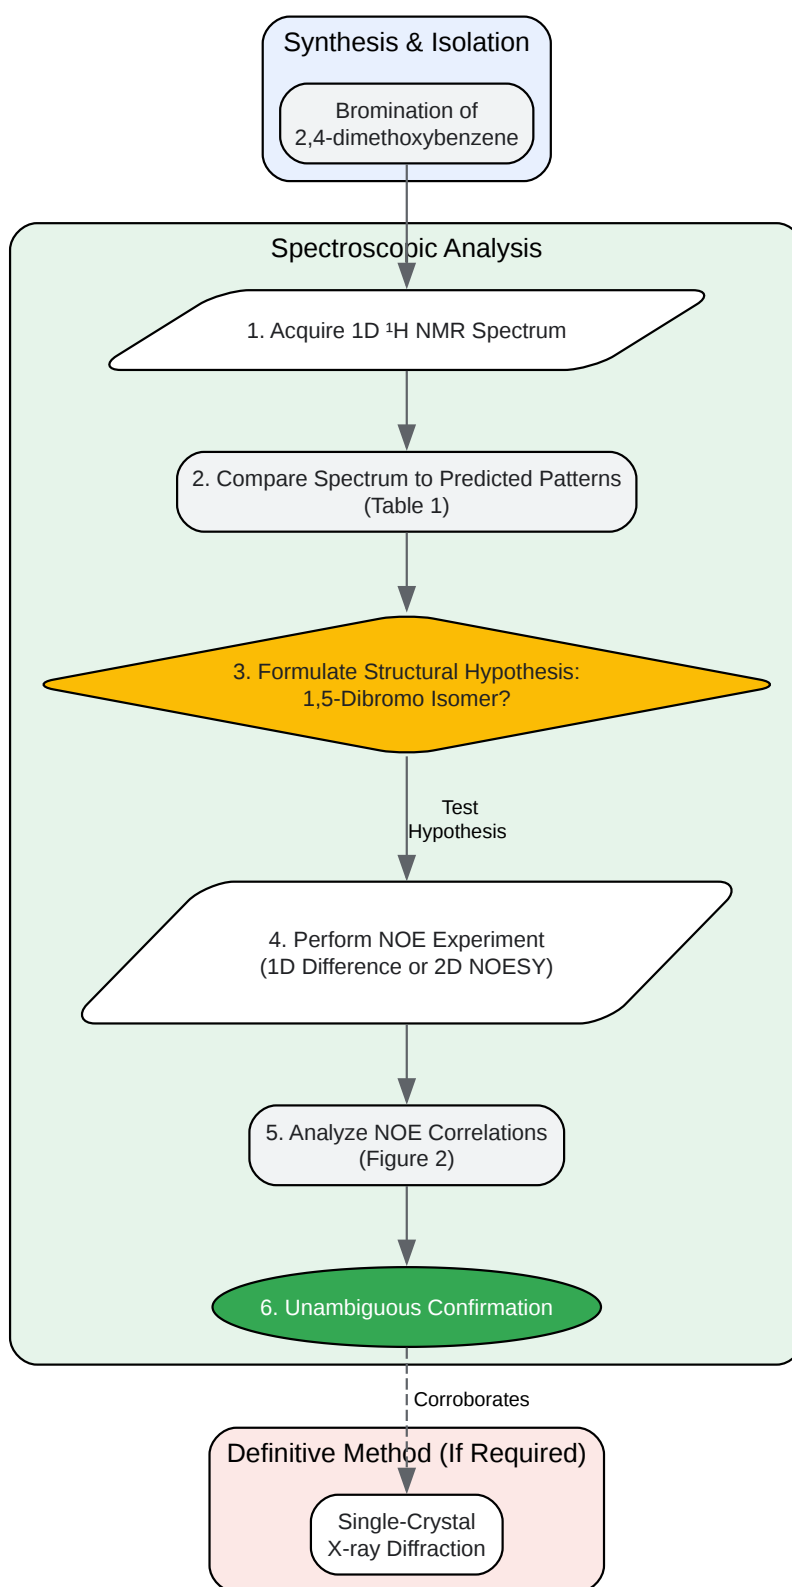 Synthesis & Isolation
Bromination of
2,4-dimethoxybenzene
Spectroscopic Analysis
1. Acquire 1D ¹H NMR Spectrum
2. Compare Spectrum to Predicted Patterns
(Table 1)
3. Formulate Structural Hypothesis:
1,5-Dibromo Isomer?
Test
Hypothesis
4. Perform NOE Experiment
(1D Difference or 2D NOESY)
5. Analyze NOE Correlations
(Figure 2)
6. Unambiguous Confirmation
Corroborates
Definitive Method (If Required)
Single-Crystal
X-ray Diffraction